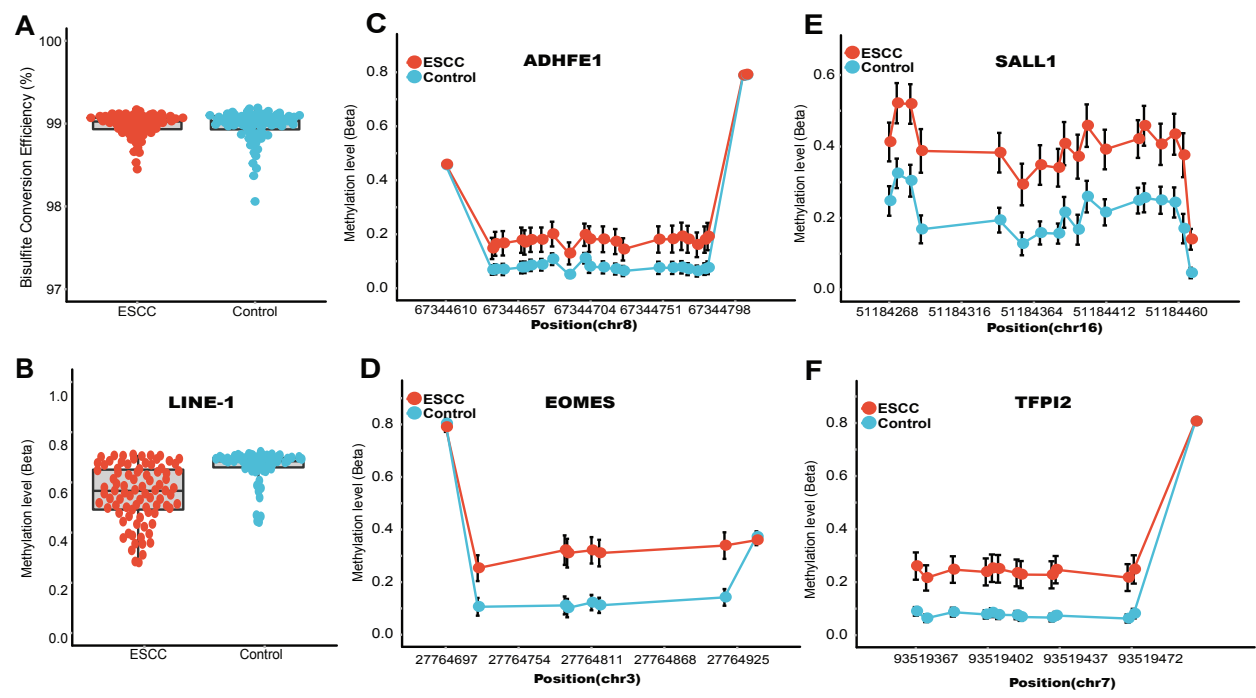 A
Bisulfite Conversion Efficiency (%)
100
99
98
97
ESCC Control
B
LINE-1
Methylation level (Beta)
1.0
0.8
0.6
0.4
0.2
0.0
ESCC Control
C
ESCC
Control
ADHFE1
Methylation level (Beta)
0.8
0.6
0.4
0.2
0.0
67344610 67344657 67344704 67344751 67344798
Position(chr8)
D
ESCC
Control
EOMES
Methylation level (Beta)
0.8
0.6
0.4
0.2
0.0
27764697 27764754 27764811 27764868 27764925
Position(chr3)
E
ESCC
Control
SALL1
Methylation level (Beta)
0.6
0.4
0.2
0.0
51184268 51184316 51184364 51184412 51184460
Position(chr16)
F
ESCC
Control
TFPI2
Methylation level (Beta)
0.8
0.6
0.4
0.2
0.0
93519367 93519402 93519437 93519472
Position(chr7)